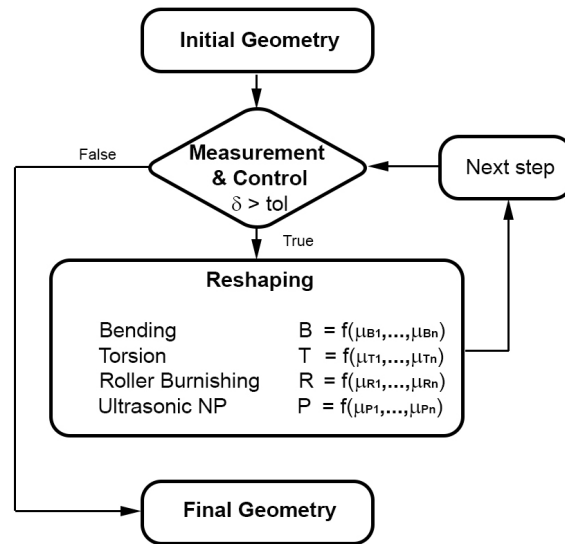 Initial Geometry
False
Measurement
& Control
δ > tol
Next step
True
Reshaping
Bending B = f(μB1,...,μBn)
Torsion T = f(μT1,...,μTn)
Roller Burnishing R = f(μR1,...,μRn)
Ultrasonic NP P = f(μP1,...,μPn)
Final Geometry